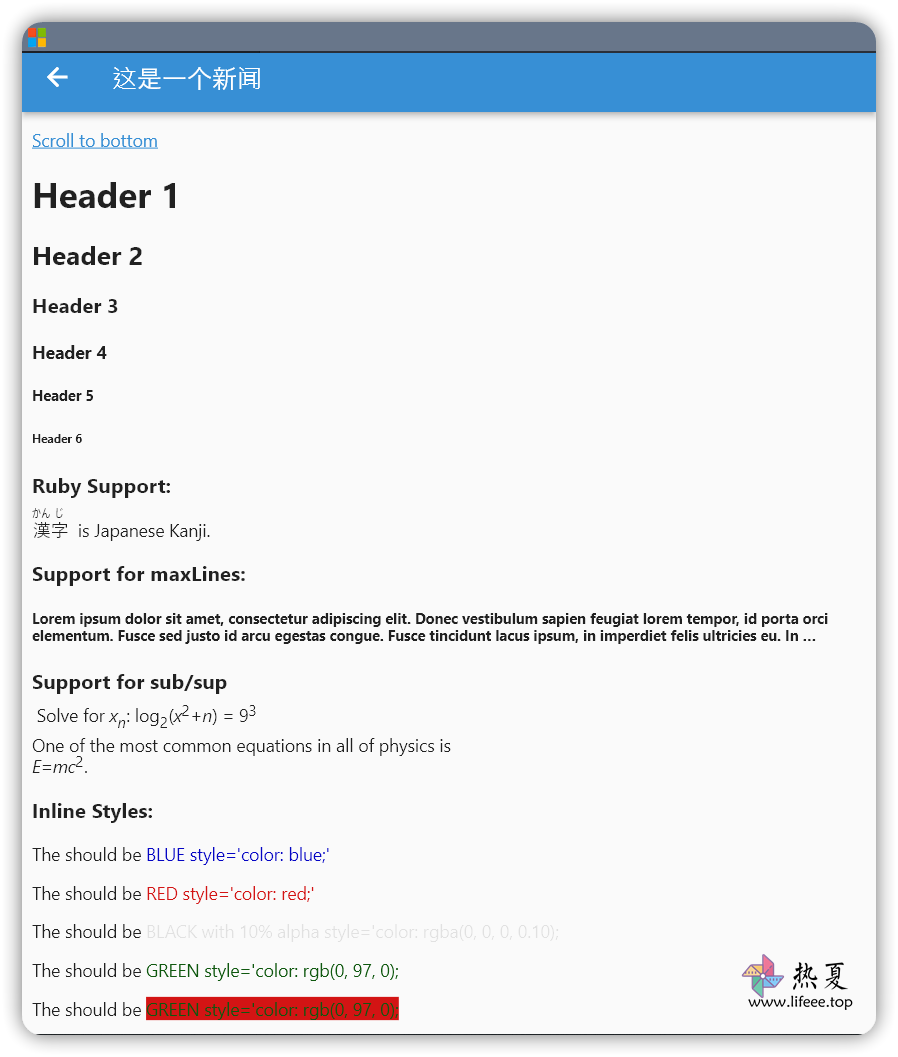 这是一个新闻
Scroll to bottom
Header 1
Header 2
Header 3
Header 4
Header 5
Header 6
Ruby Support:
かん じ
漢字 is Japanese Kanji.
Support for maxLines:
Lorem ipsum dolor sit amet, consectetur adipiscing elit. Donec vestibulum sapien feugiat lorem tempor, id porta orci
elementum. Fusce sed justo id arcu egestas congue. Fusce tincidunt lacus ipsum, in imperdiet felis ultricies eu. In ...
Support for sub/sup
Solve for xₙ: log₂(x²+n) = 9³
One of the most common equations in all of physics is
E=mc².
Inline Styles:
The should be BLUE style='color: blue;'
The should be RED style='color: red;'
The should be BLACK with 10% alpha style='color: rgba(0, 0, 0, 0.10);
The should be GREEN style='color: rgb(0, 97, 0);
The should be GREEN style='color: rgb(0, 97, 0);
热夏
www.lifeee.top